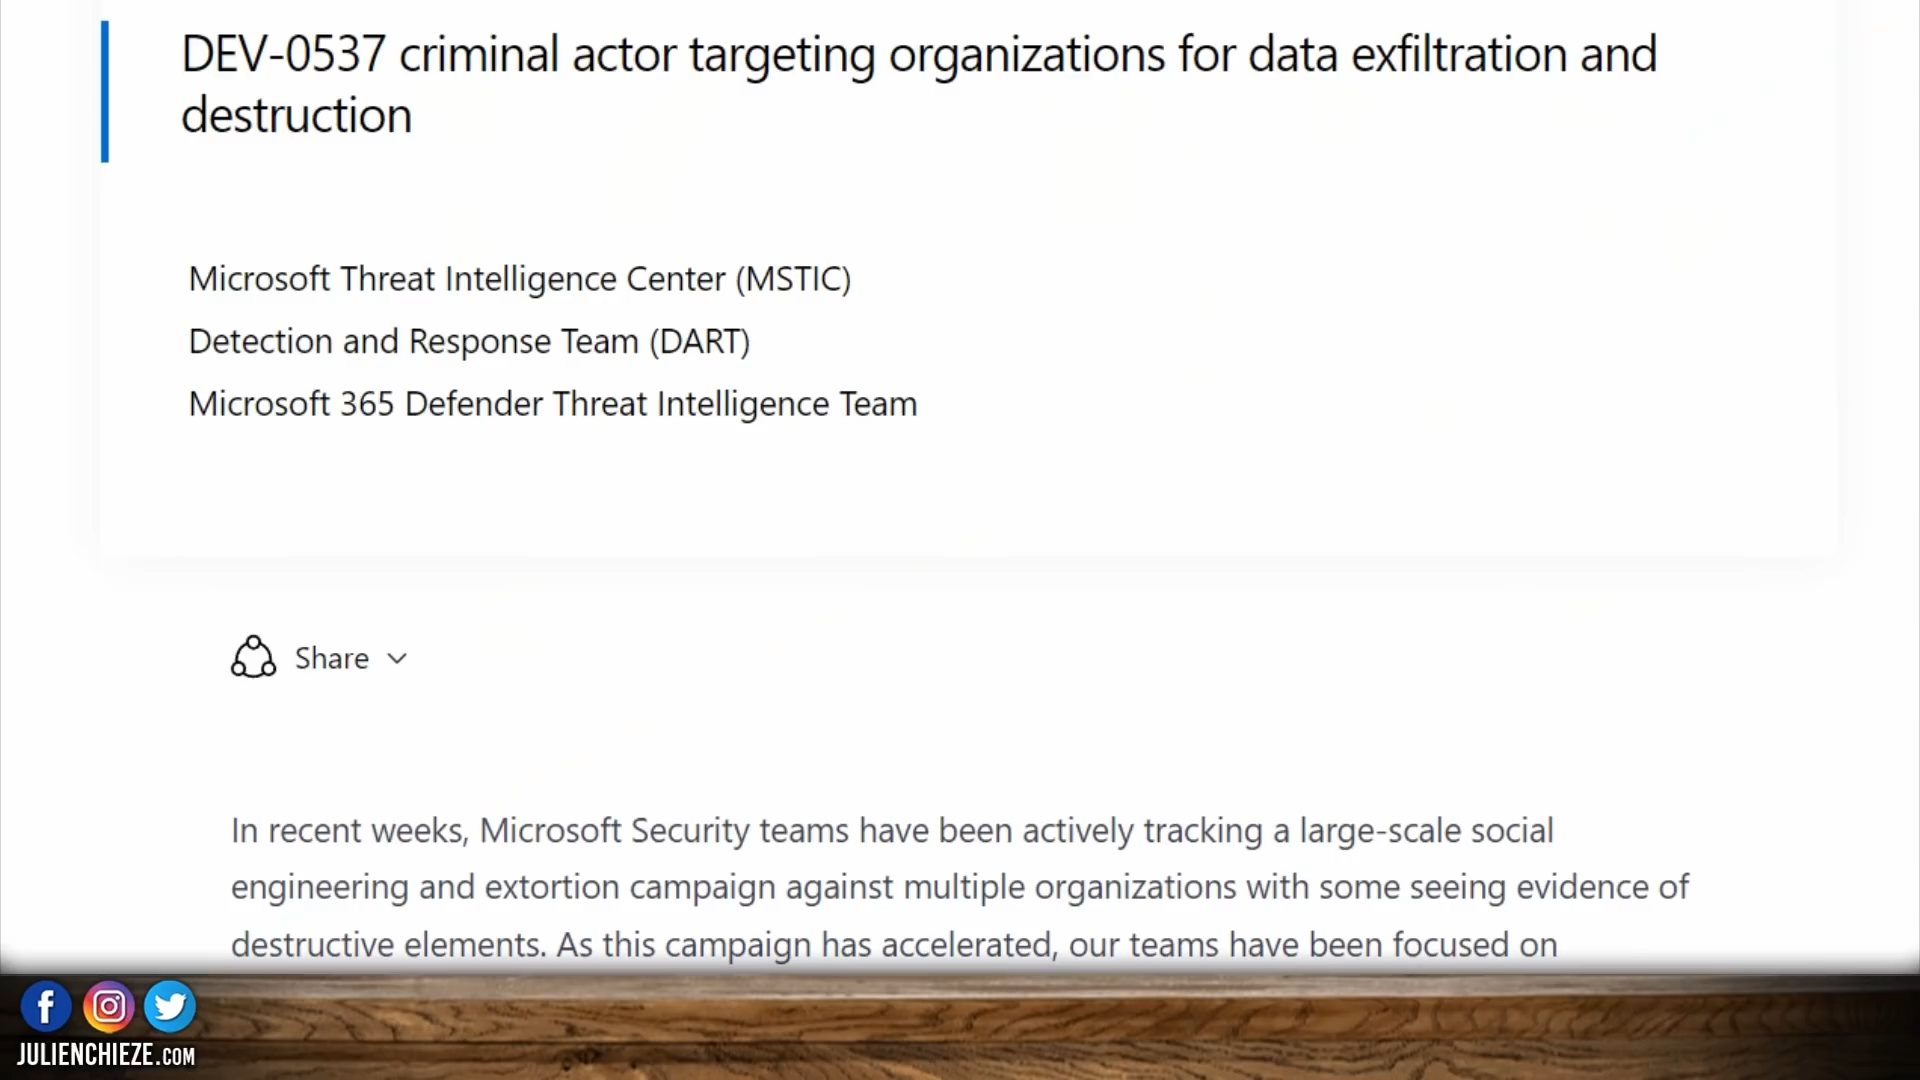 DEV-0537 criminal actor targeting organizations for data exfiltration and
destruction
Microsoft Threat Intelligence Center (MSTIC)
Detection and Response Team (DART)
Microsoft 365 Defender Threat Intelligence Team
Share
In recent weeks, Microsoft Security teams have been actively tracking a large-scale social
engineering and extortion campaign against multiple organizations with some seeing evidence of
destructive elements. As this campaign has accelerated, our teams have been focused on
JULIENCHIEZE.COM